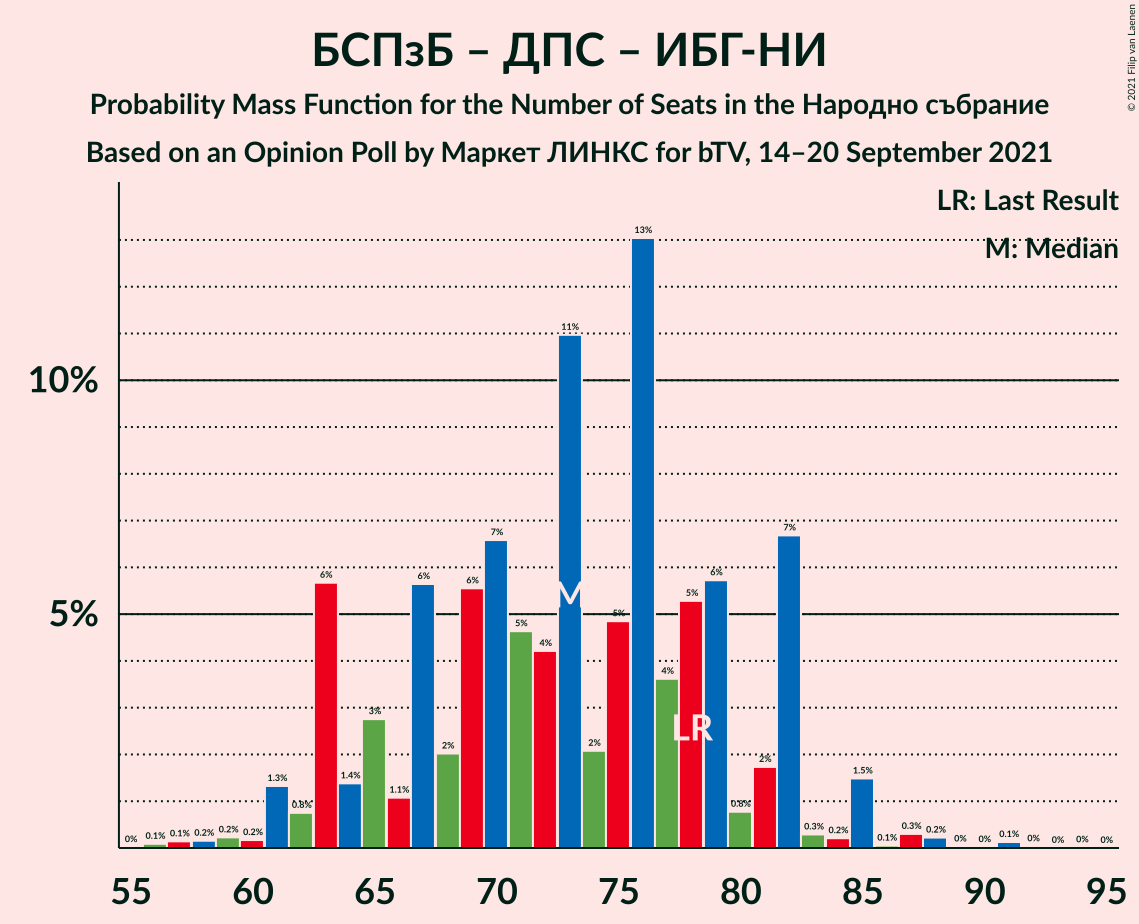 БСПзБ – ДПС – ИБГ-НИ
Probability Mass Function for the Number of Seats in the Народно събрание
Based on an Opinion Poll by Маркет ЛИНКС for bTV, 14–20 September 2021
© 2021 Filip van Laenen
LR: Last Result
M: Median
10%
5%
0% 0.1% 0.1% 0.2% 0.2% 0.2% 1.3% 0.8% 6% 1.4% 3% 1.1% 6% 2% 6% 7% 5% 4% 11% 2% 5% 13% 4% 5% 6% 0.8% 2% 7% 0.3% 0.2% 1.5% 0.1% 0.3% 0.2% 0% 0% 0.1% 0% 0% 0% 0%
M
LR
55 60 65 70 75 80 85 90 95